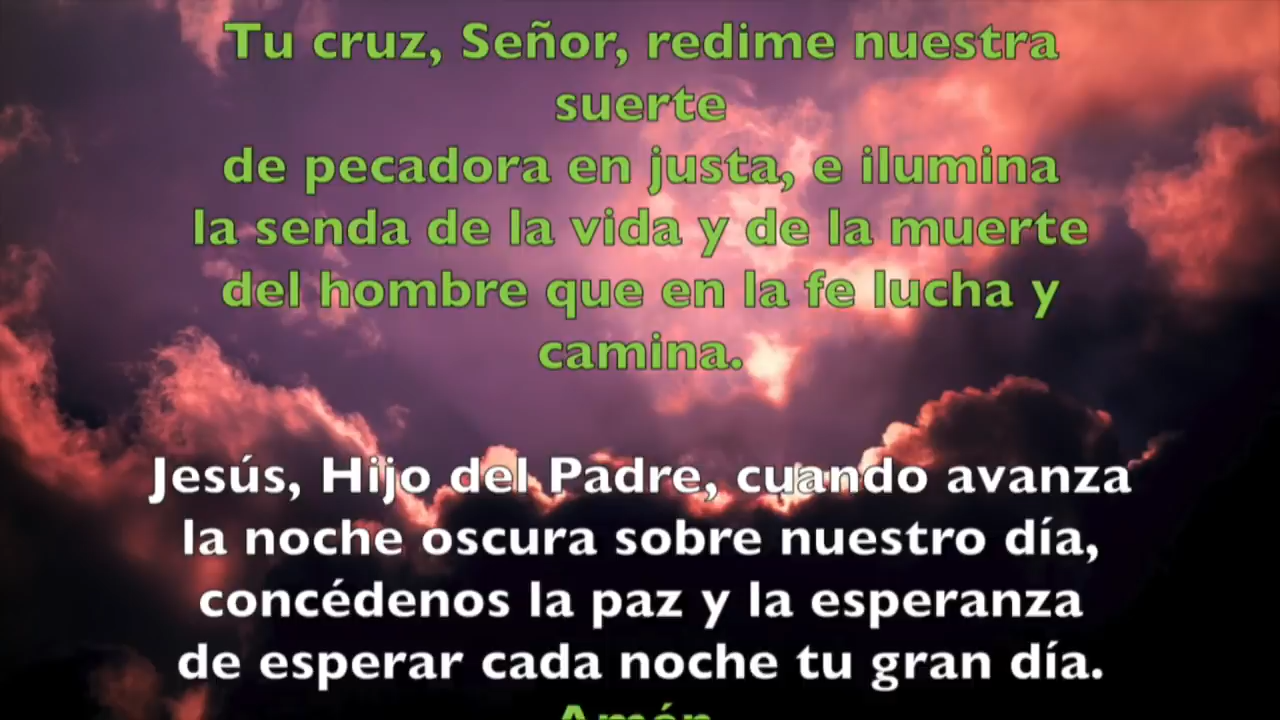 Tu cruz, Señor, redime nuestra
suerte
de pecadora en justa, e ilumina
la senda de la vida y de la muerte
del hombre que en la fe lucha y
camina.
Jesús, Hijo del Padre, cuando avanza
la noche oscura sobre nuestro día,
concédenos la paz y la esperanza
de esperar cada noche tu gran día.
Amén